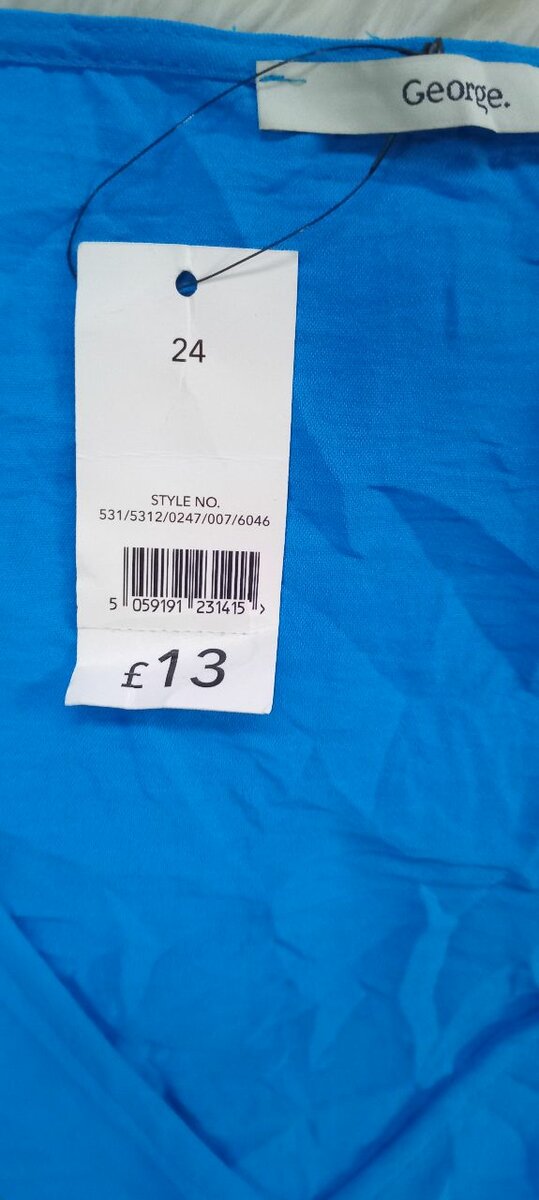 George.
24
STYLE NO.
531/5312/0247/007/6046
5 059191 231415 >
£13